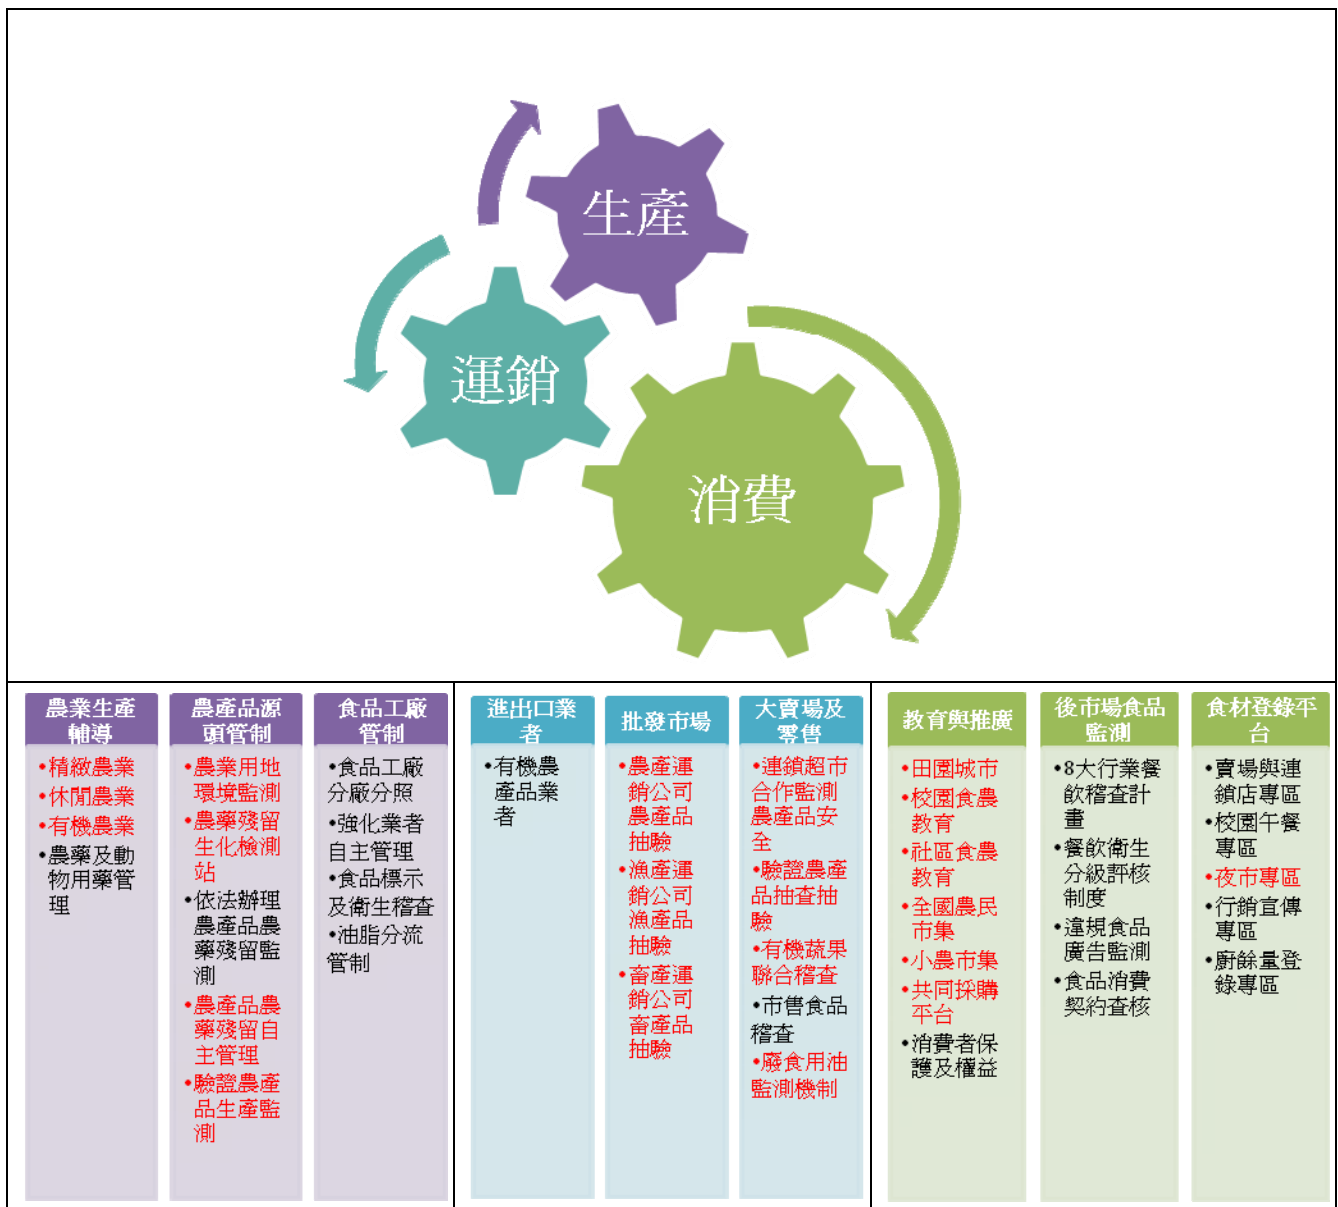 生產
運銷
消費
農業生產
輔導
•精緻農業
•休閒農業
•有機農業
•農藥及動
物用藥管
理
農產品源
頭管制
•農業用地
環境監測
•農藥殘留
生化檢測
站
•依法辦理
農產品農
藥殘留監
測
•農產品農
藥殘留自
主管理
•驗證農產
品生產監
測
食品工廠
管制
•食品工廠
分廠分照
•強化業者
自主管理
•食品標示
及衛生稽查
•油脂分流
管制
進出口業
者
•有機農
產品業
者
批發市場
•農產運
銷公司
農產品
抽驗
•漁產運
銷公司
漁產品
抽驗
•畜產運
銷公司
畜產品
抽驗
大賣場及
零售
•連鎖超市
合作監測
農產品安
全
•驗證農產
品抽查抽
驗
•有機蔬果
聯合稽查
•市售食品
稽查
•廢食用油
監測機制
教育與推廣
•田園城市
•校園食農
教育
•社區食農
教育
•全國農民
市集
•小農市集
•共同採購
平台
•消費者保
護及權益
後市場食品
監測
•8大行業餐
飲稽查計
畫
•餐飲衛生
分級評核
制度
•違規食品
廣告監測
•食品消費
契約查核
食材登錄平
台
•賣場與連
鎖店專區
•校園午餐
專區
•夜市專區
•行銷宣傳
專區
•廚餘量登
錄專區